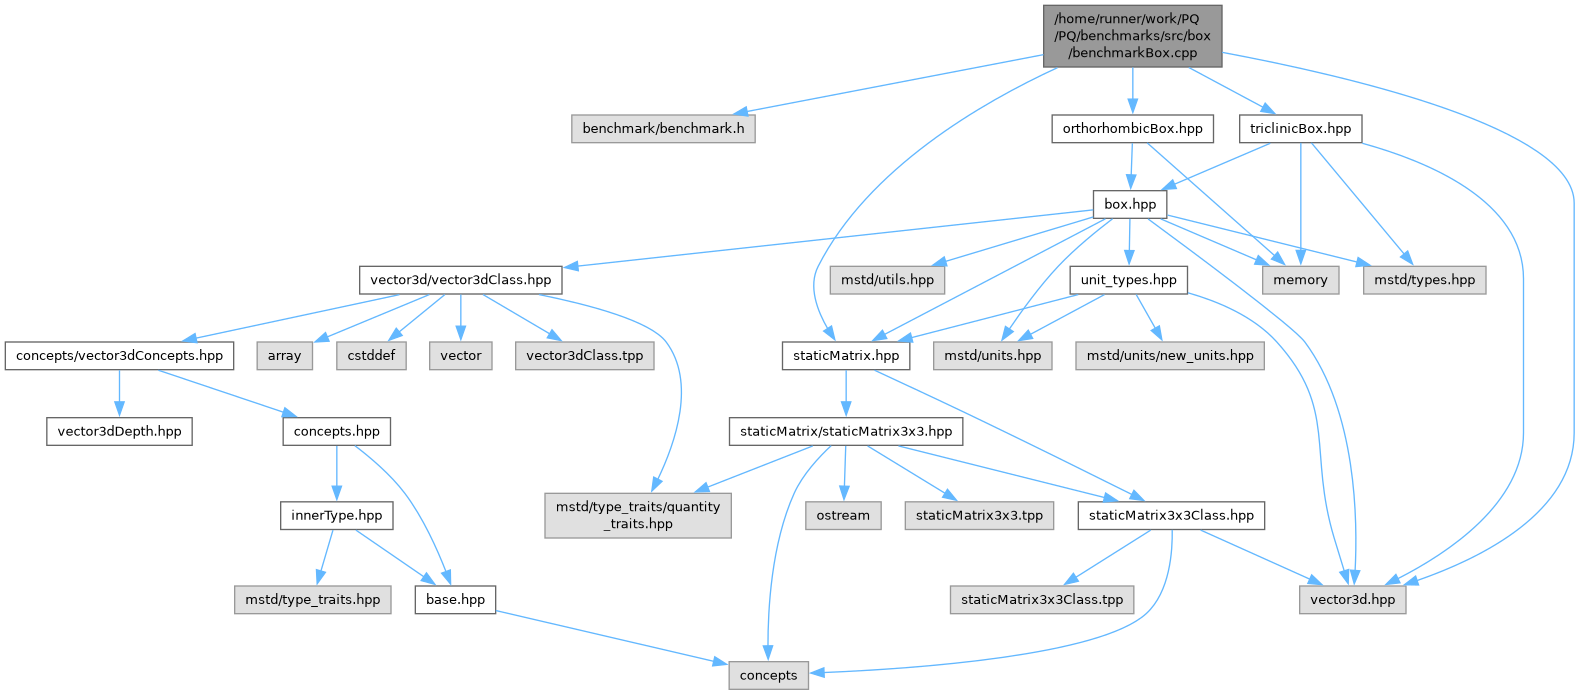 /home/runner/work/PQ
/PQ/benchmarks/src/box
/benchmarkBox.cpp
benchmark/benchmark.h
orthorhombicBox.hpp
triclinicBox.hpp
box.hpp
vector3d/vector3dClass.hpp
mstd/utils.hpp
unit_types.hpp
memory
mstd/types.hpp
concepts/vector3dConcepts.hpp
array
cstddef
vector
vector3dClass.tpp
staticMatrix.hpp
mstd/units.hpp
mstd/units/new_units.hpp
vector3dDepth.hpp
concepts.hpp
staticMatrix/staticMatrix3x3.hpp
innerType.hpp
mstd/type_traits/quantity
_traits.hpp
ostream
staticMatrix3x3.tpp
staticMatrix3x3Class.hpp
mstd/type_traits.hpp
base.hpp
staticMatrix3x3Class.tpp
vector3d.hpp
concepts